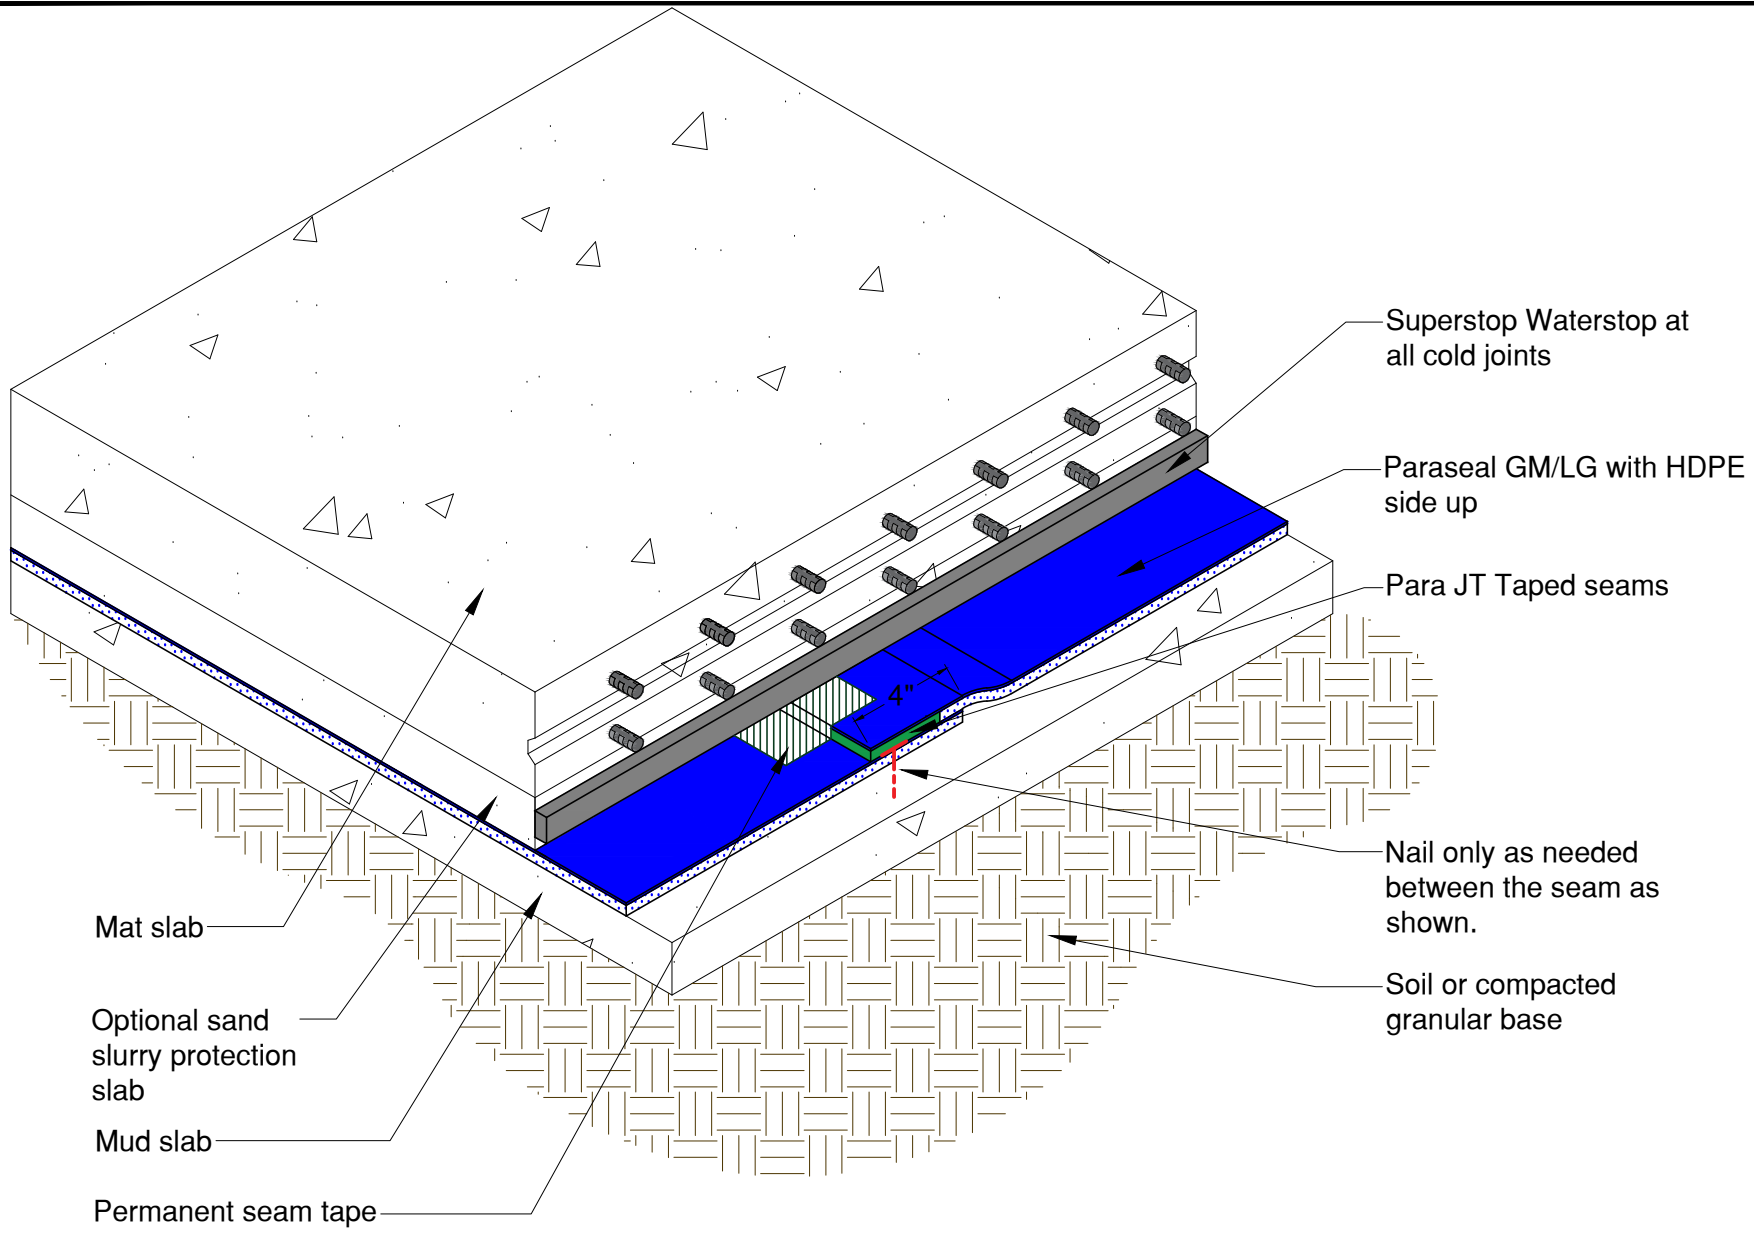 Superstop Waterstop at
all cold joints
Paraseal GM/LG with HDPE
side up
Para JT Taped seams
4"
Nail only as needed
between the seam as
shown.
Soil or compacted
granular base
Mat slab
Optional sand
slurry protection
slab
Mud slab
Permanent seam tape